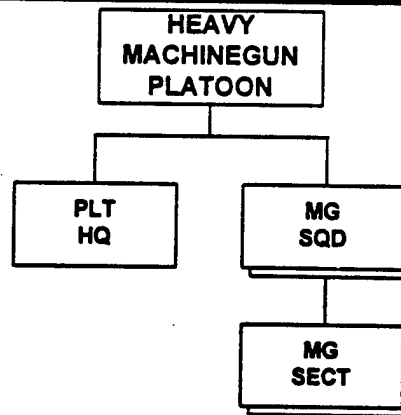 HEAVY
MACHINEGUN
PLATOON
PLT
HQ
MG
SQD
MG
SECT